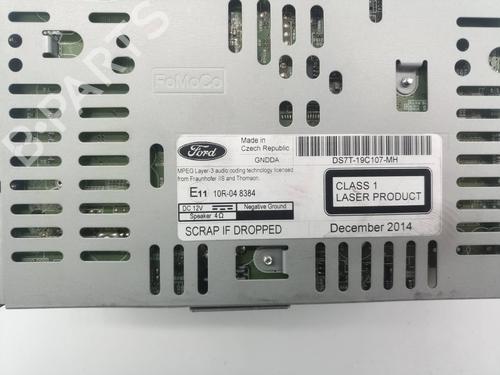 FoMoCo
B-PARTS
Ford
Made in
Czech Republic
GNDDA
DS7T-19C107-MH
MPEG Layer-3 audio coding technology licensed
from Fraunhofer IIS and Thomson.
E11 10R-04 8384
DC 12V Negative Ground
Speaker 4Ω
CLASS 1
LASER PRODUCT
SCRAP IF DROPPED
December 2014